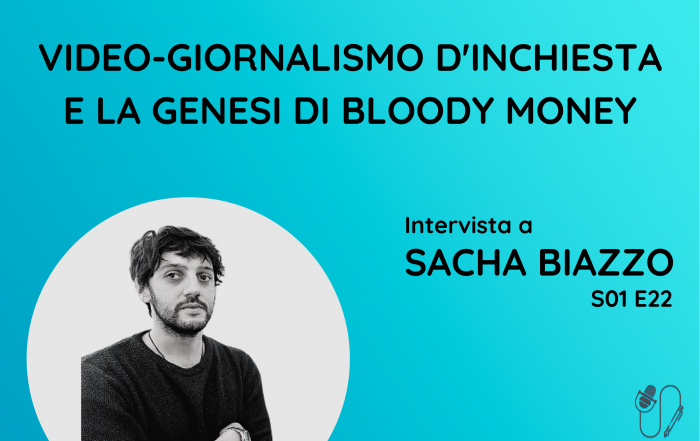 VIDEO-GIORNALISMO D'INCHIESTA
E LA GENESI DI BLOODY MONEY
Intervista a
SACHA BIAZZO
S01 E22